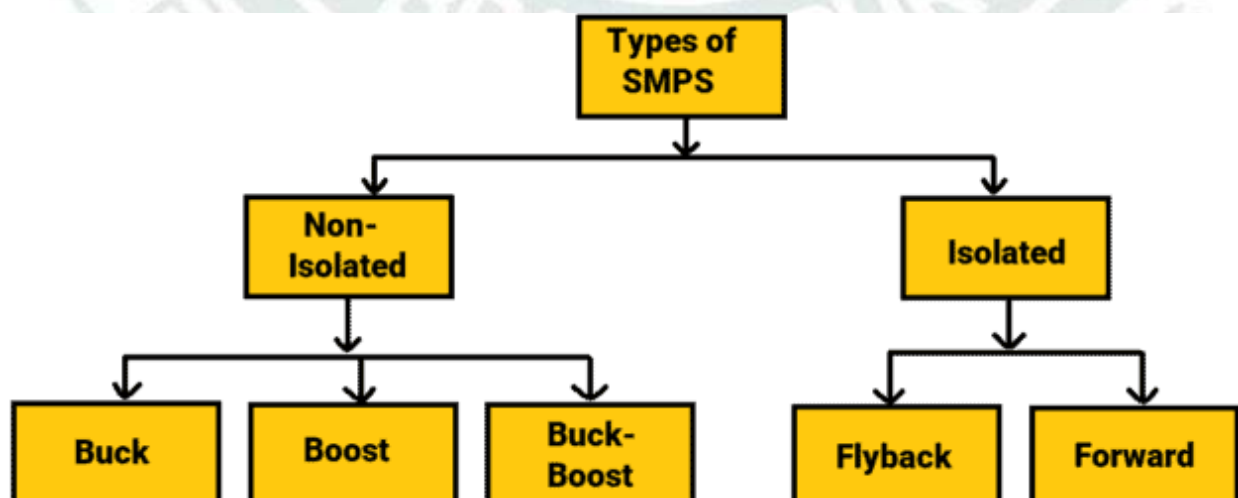 Types of
SMPS
Non-
Isolated
Isolated
Buck
Boost
Buck-
Boost
Flyback
Forward